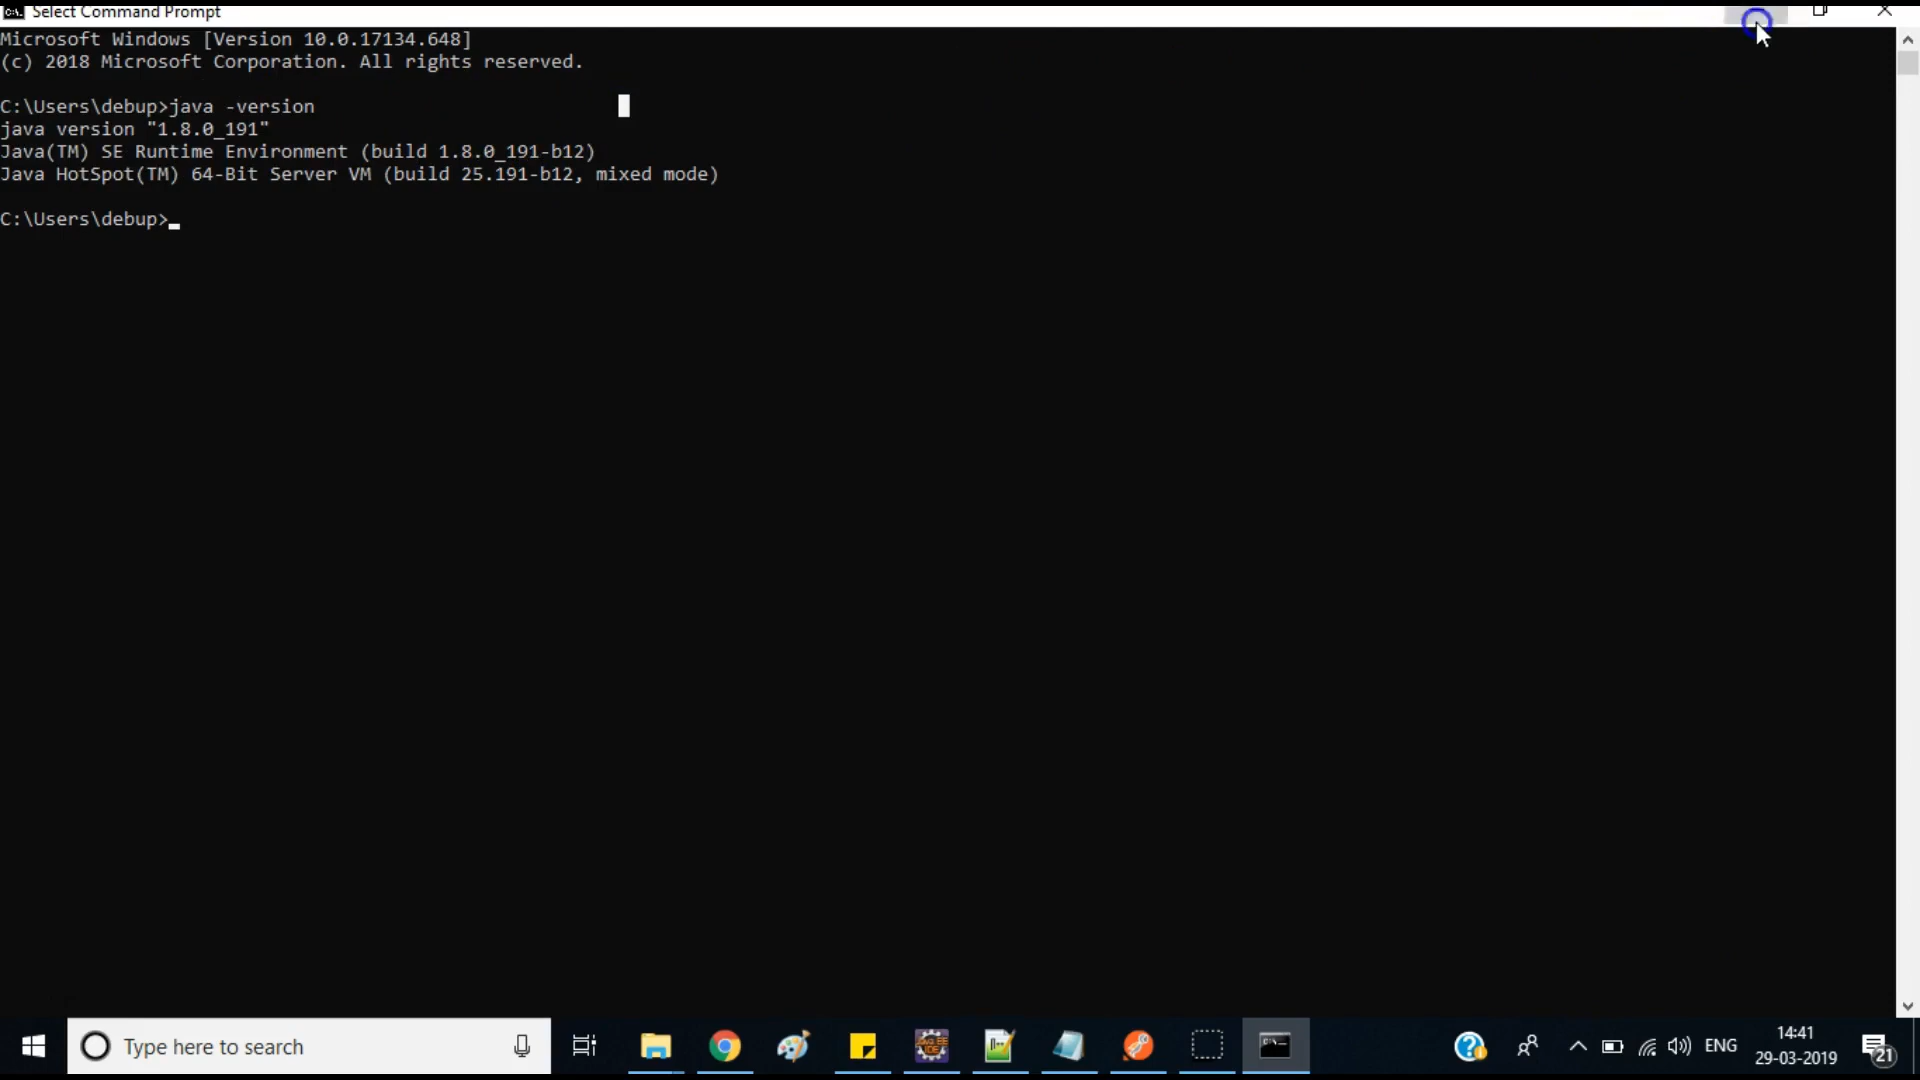 Select Command Prompt
Microsoft Windows [Version 10.0.17134.648]
(c) 2018 Microsoft Corporation. All rights reserved.
C:\Users\debup>java -version
java version "1.8.0_191"
Java(TM) SE Runtime Environment (build 1.8.0_191-b12)
Java HotSpot(TM) 64-Bit Server VM (build 25.191-b12, mixed mode)
C:\Users\debup>
Type here to search
ENG
14:41
29-03-2019
21